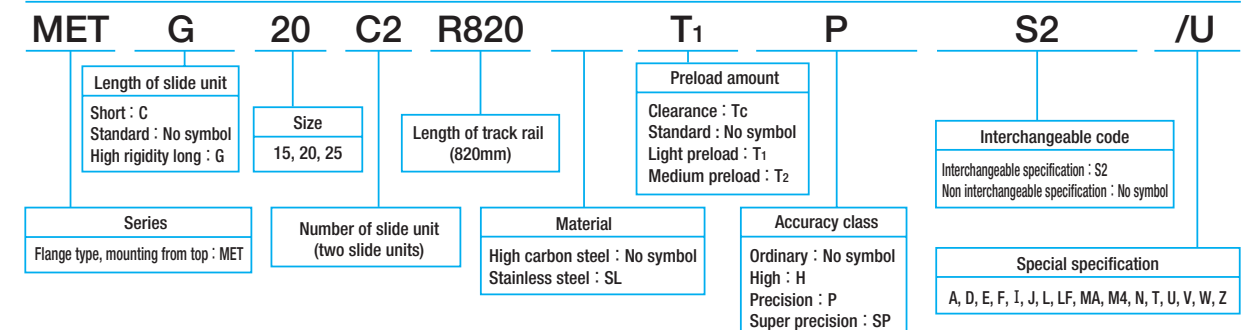 MET G 20 C2 R820 T1 P S2 /U
Length of slide unit
Short：C
Standard：No symbol
High rigidity long：G
Size
15, 20, 25
Length of track rail
(820mm)
Preload amount
Clearance：Tc
Standard : No symbol
Light preload：T1
Medium preload：T2
Interchangeable code
Interchangeable specification：S2
Non interchangeable specification：No symbol
Series
Flange type, mounting from top：MET
Number of slide unit
(two slide units)
Material
High carbon steel：No symbol
Stainless steel：SL
Accuracy class
Ordinary：No symbol
High：H
Precision：P
Super precision：SP
Special specification
A, D, E, F, I, J, L, LF, MA, M4, N, T, U, V, W, Z